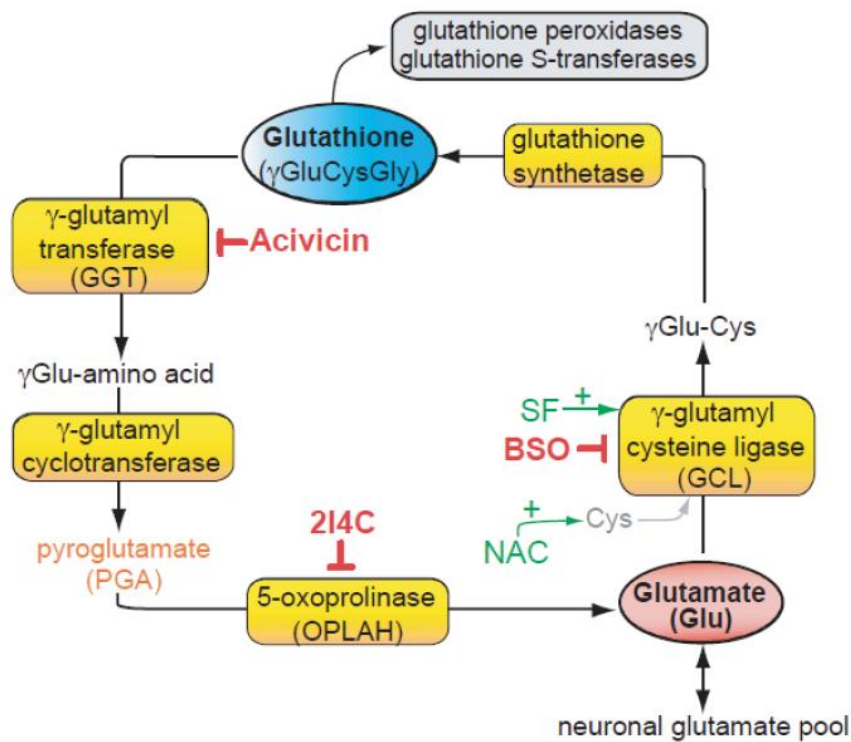 glutathione peroxidases
glutathione S-transferases
Glutathione
(γGluCysGly)
glutathione
synthetase
γ-glutamyl
transferase
(GGT)
Acivicin
γGlu-Cys
γGlu-amino acid
SF
+
γ-glutamyl
cysteine ligase
(GCL)
BSO
γ-glutamyl
cyclotransferase
+
Cys
NAC
2I4C
pyroglutamate
(PGA)
5-oxoprolinase
(OPLAH)
Glutamate
(Glu)
neuronal glutamate pool